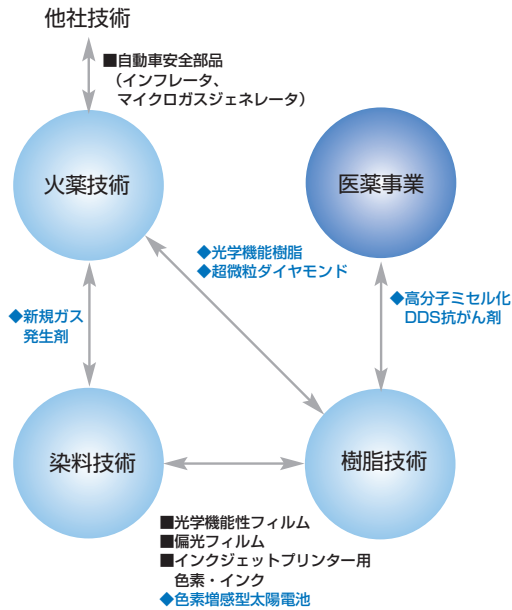 他社技術
■自動車安全部品
（インフレータ、
マイクロガスジェネレータ）
火薬技術
医薬事業
◆光学機能樹脂
◆超微粒ダイヤモンド
◆高分子ミセル化
DDS抗がん剤
◆新規ガス
発生剤
染料技術
樹脂技術
■光学機能性フィルム
■偏光フィルム
■インクジェットプリンター用
色素・インク
◆色素増感型太陽電池